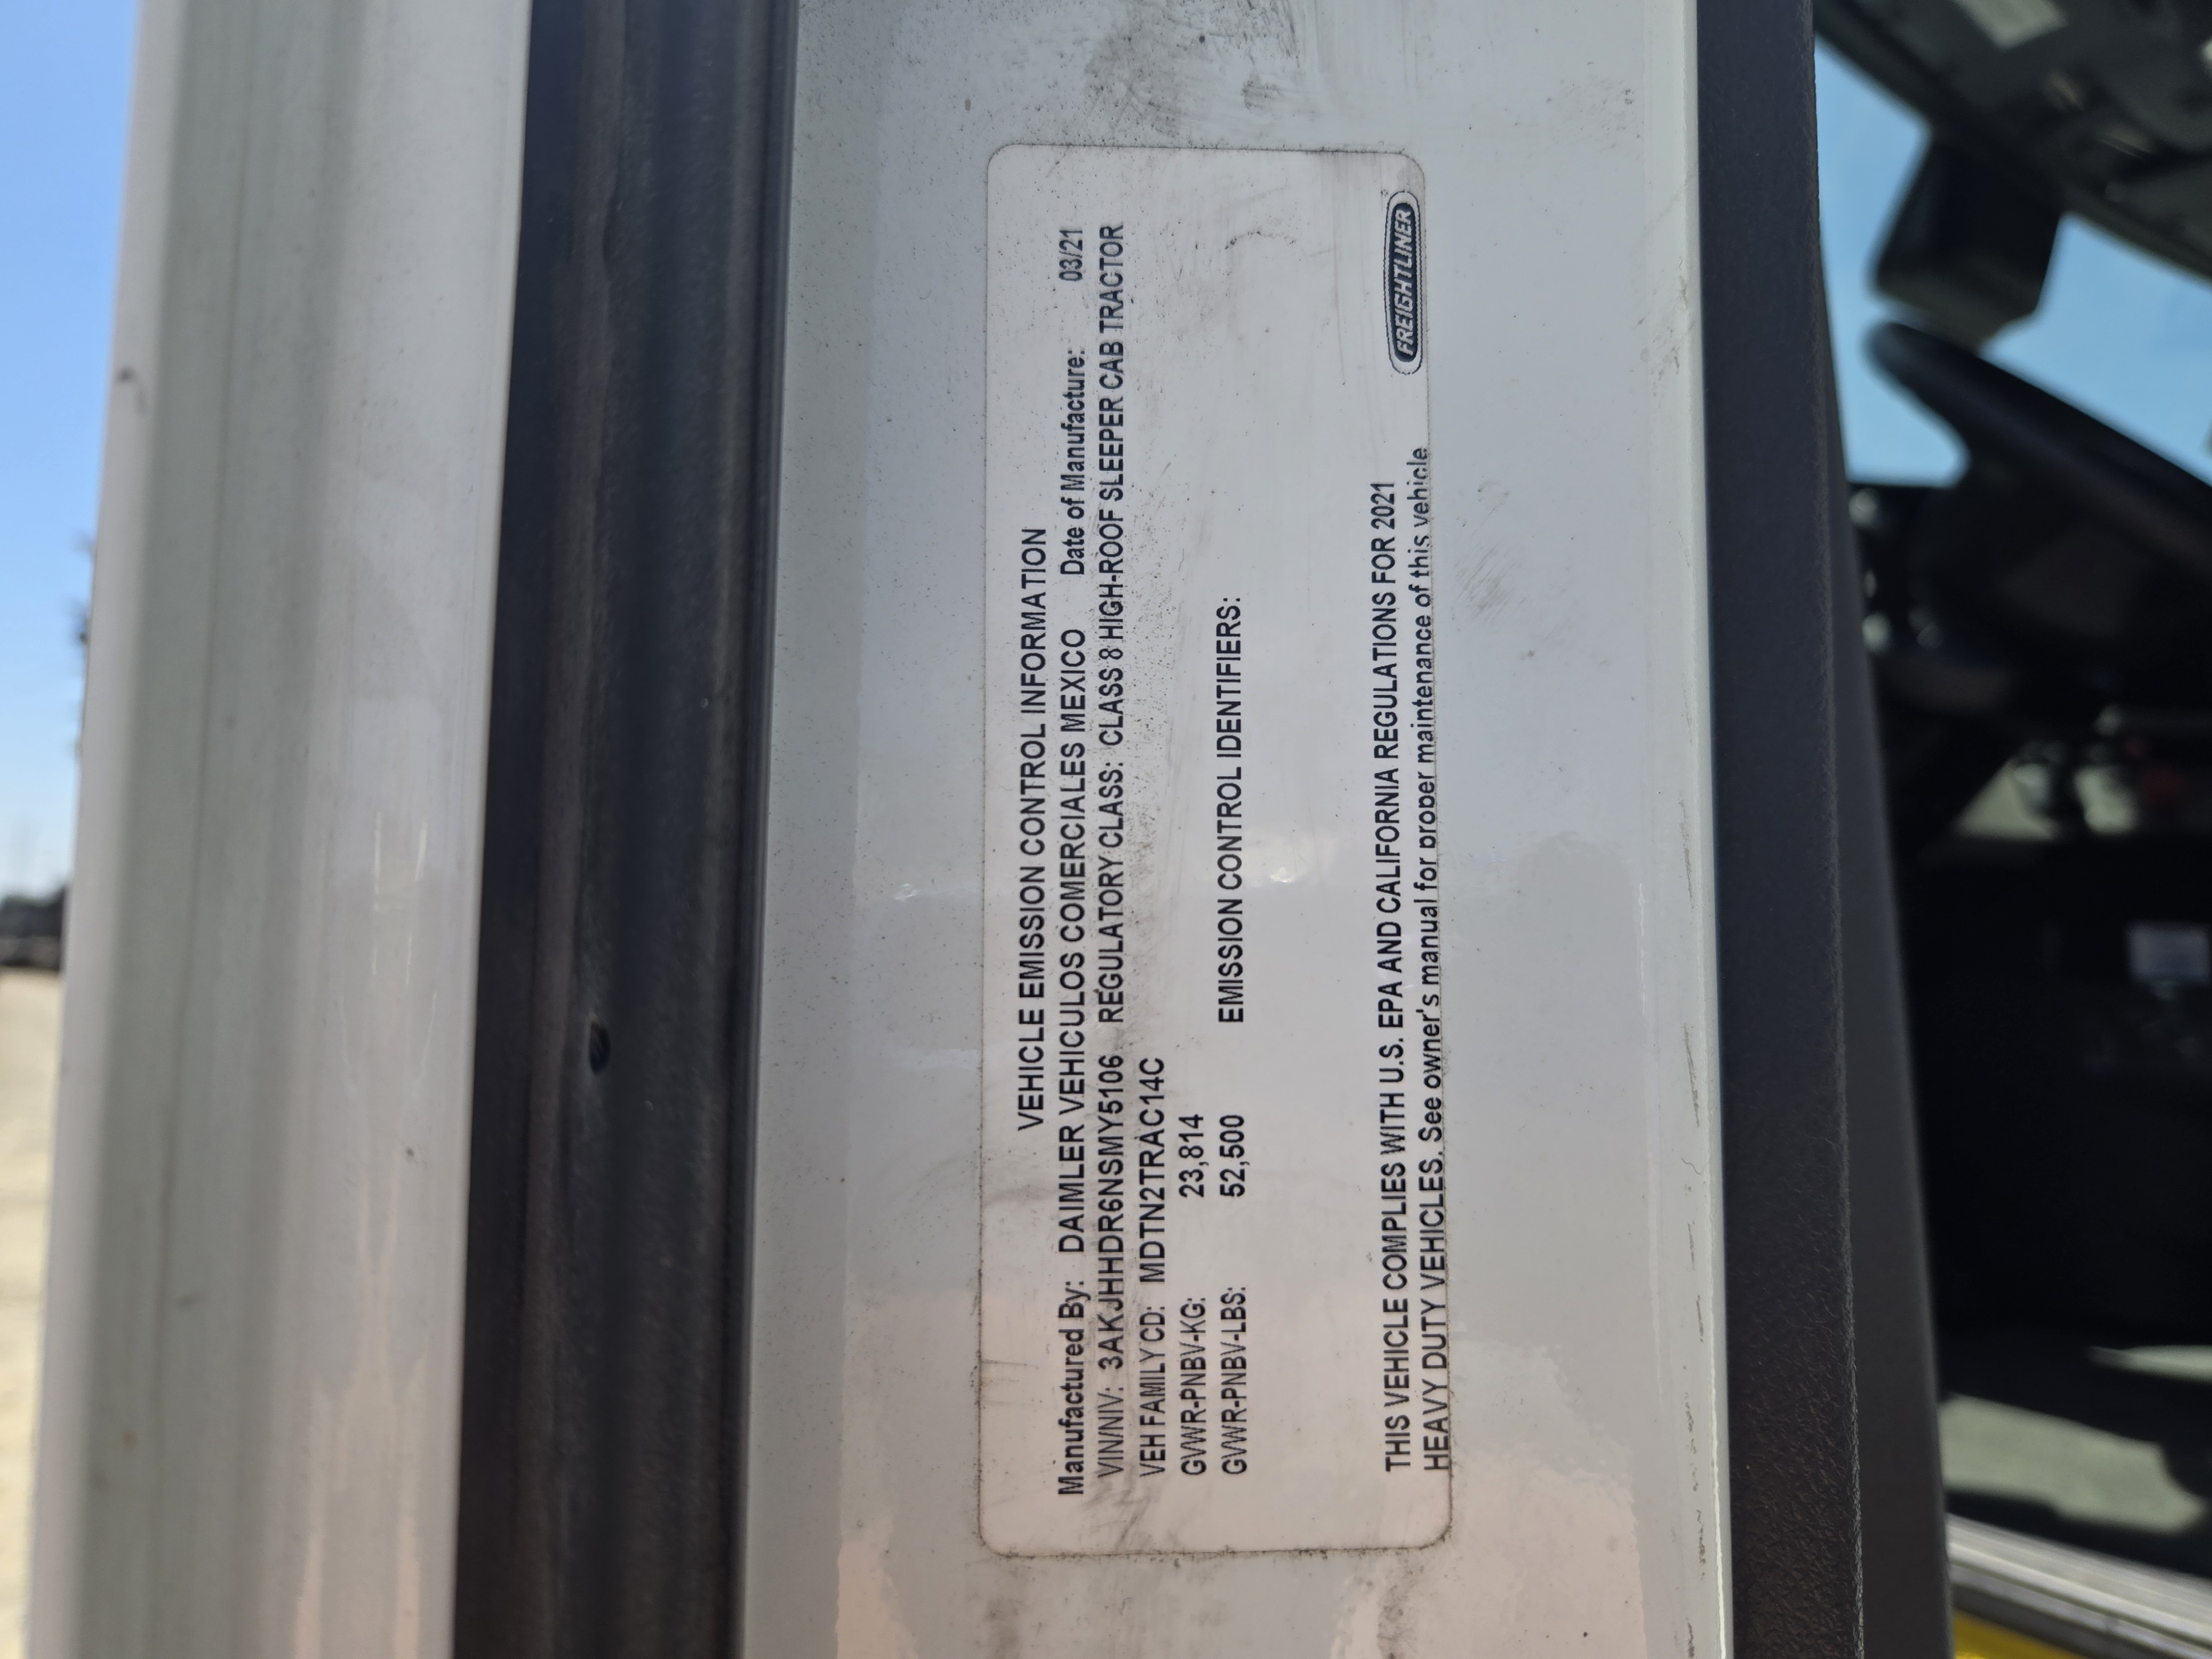 VEHICLE EMISSION CONTROL INFORMATION
Manufactured By: DAIMLER VEHICULOS COMERCIALES MEXICO Date of Manufacture: 03/21
VIN/NIV: 3AKJHHDR6NSMY5106 REGULATORY CLASS: CLASS 8 HIGH-ROOF SLEEPER CAB TRACTOR
VEH FAMILY CD: MDTN2TRAC14C
GVWR-PNBV-KG: 23,814
GVWR-PNBV-LBS: 52,500 EMISSION CONTROL IDENTIFIERS:
THIS VEHICLE COMPLIES WITH U.S. EPA AND CALIFORNIA REGULATIONS FOR 2021
HEAVY DUTY VEHICLES. See owner's manual for proper maintenance of this vehicle
FREIGHTLINER